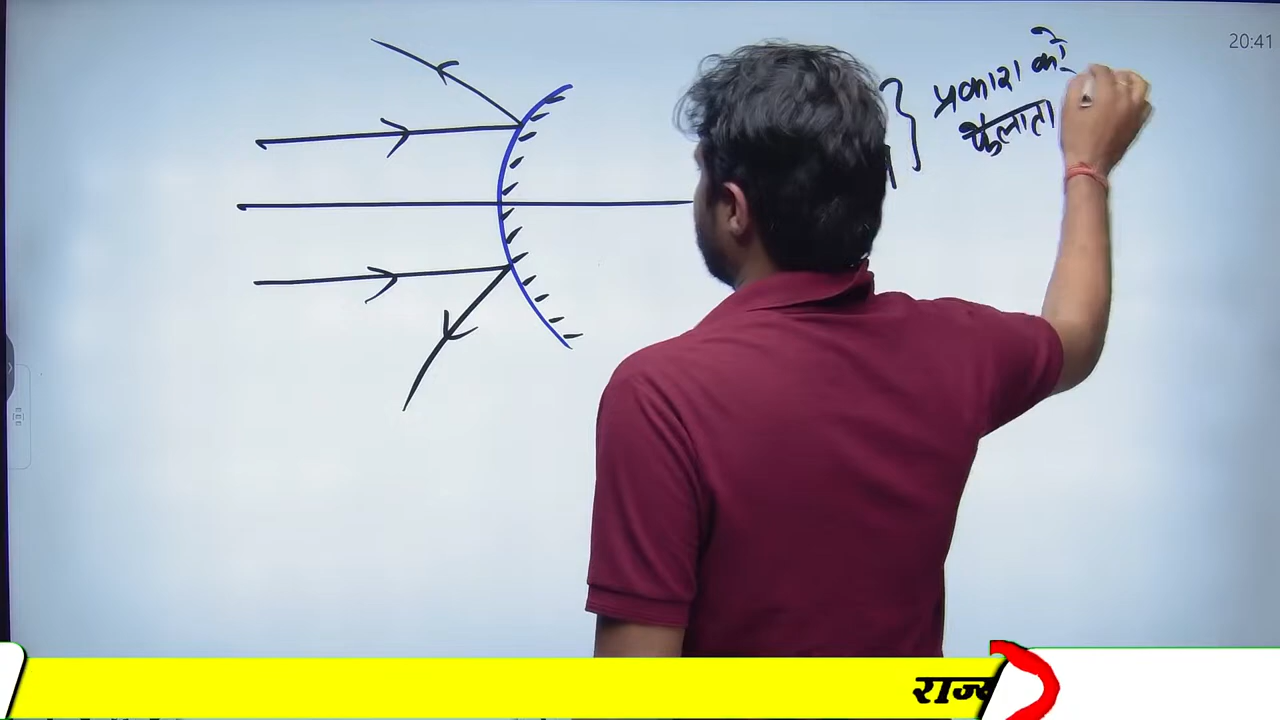 20:41
प्रकाश को
फैलाता
राज्य